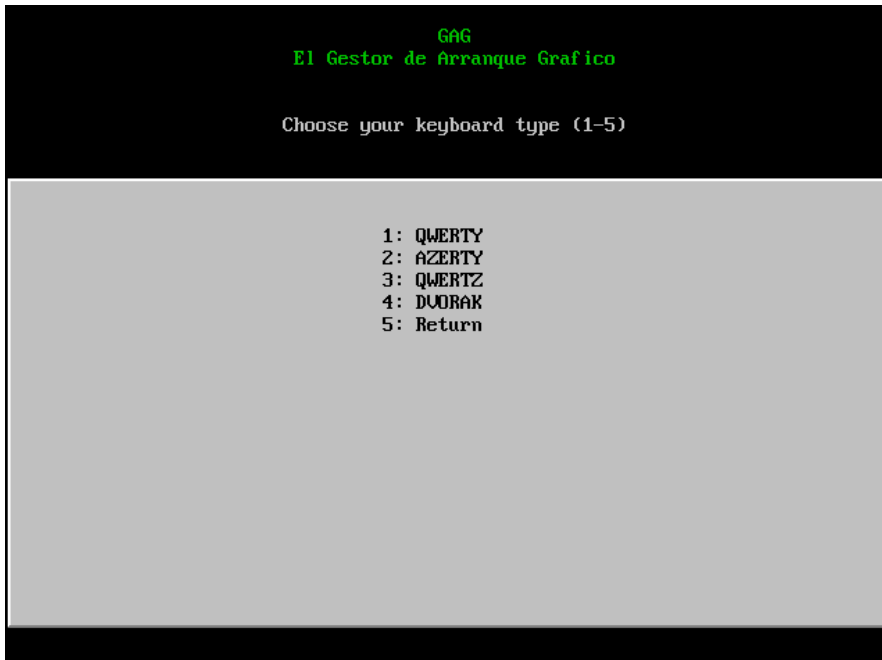 GAG
El Gestor de Arranque Grafico
Choose your keyboard type (1-5)
1: QWERTY
2: AZERTY
3: QWERTZ
4: DVORAK
5: Return